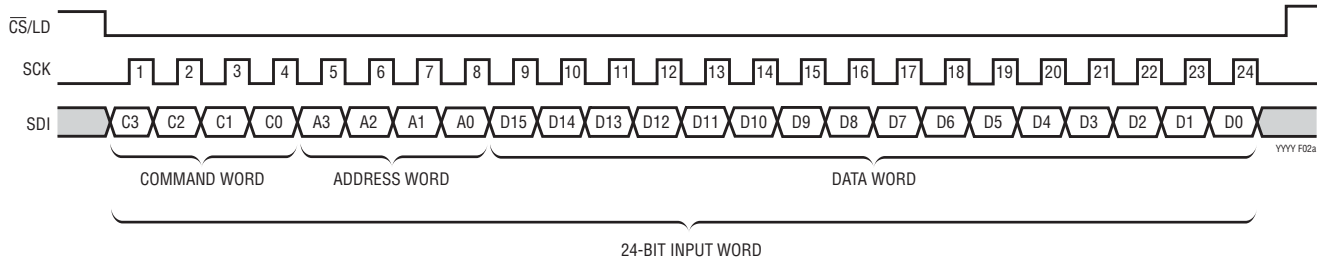 CS/LD
SCK 1 2 3 4 5 6 7 8 9 10 11 12 13 14 15 16 17 18 19 20 21 22 23 24
SDI C3 C2 C1 C0 A3 A2 A1 A0 D15 D14 D13 D12 D11 D10 D9 D8 D7 D6 D5 D4 D3 D2 D1 D0
YYYY F02a
COMMAND WORD ADDRESS WORD DATA WORD
24-BIT INPUT WORD